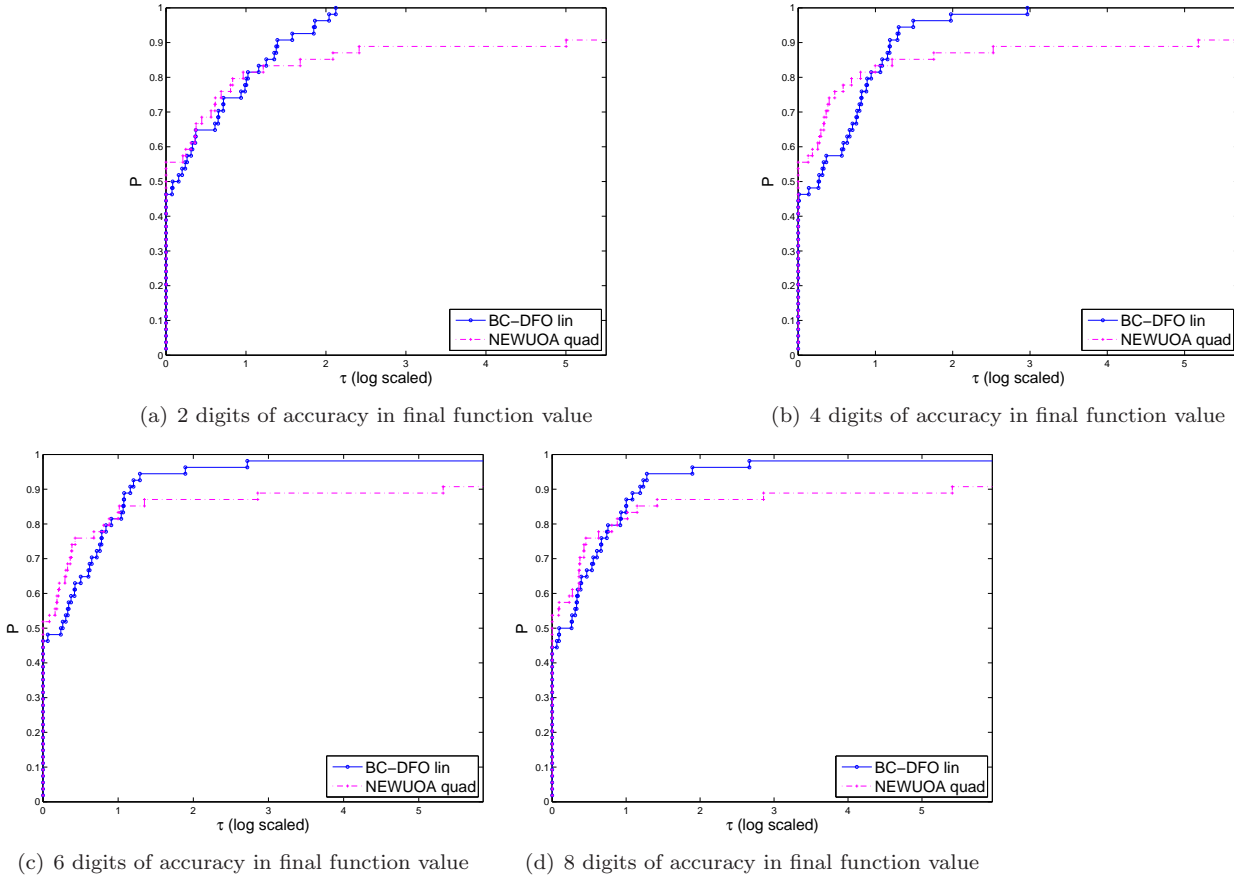 1
0.9
0.8
0.7
0.6
0.5
0.4
0.3
0.2
0.1
0
P
0 1 2 3 4 5
τ (log scaled)
BC−DFO lin
NEWUOA quad
(a) 2 digits of accuracy in final function value
1
0.9
0.8
0.7
0.6
0.5
0.4
0.3
0.2
0.1
0
P
0 1 2 3 4 5
τ (log scaled)
BC−DFO lin
NEWUOA quad
(b) 4 digits of accuracy in final function value
1
0.9
0.8
0.7
0.6
0.5
0.4
0.3
0.2
0.1
0
P
0 1 2 3 4 5
τ (log scaled)
BC−DFO lin
NEWUOA quad
(c) 6 digits of accuracy in final function value
1
0.9
0.8
0.7
0.6
0.5
0.4
0.3
0.2
0.1
0
P
0 1 2 3 4 5
τ (log scaled)
BC−DFO lin
NEWUOA quad
(d) 8 digits of accuracy in final function value